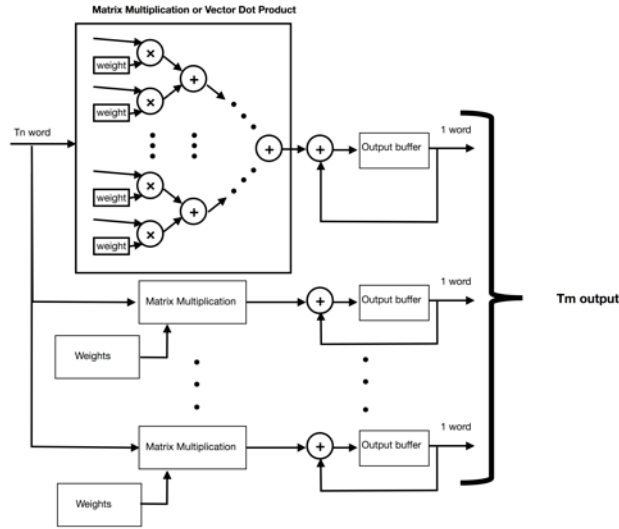 Matrix Multiplication or Vector Dot Product
×
weight
+
×
weight
Tn word
+
+
Output buffer
1 word
×
weight
+
×
weight
Matrix Multiplication
+
Output buffer
1 word
Tm output
Weights
Matrix Multiplication
+
Output buffer
1 word
Weights